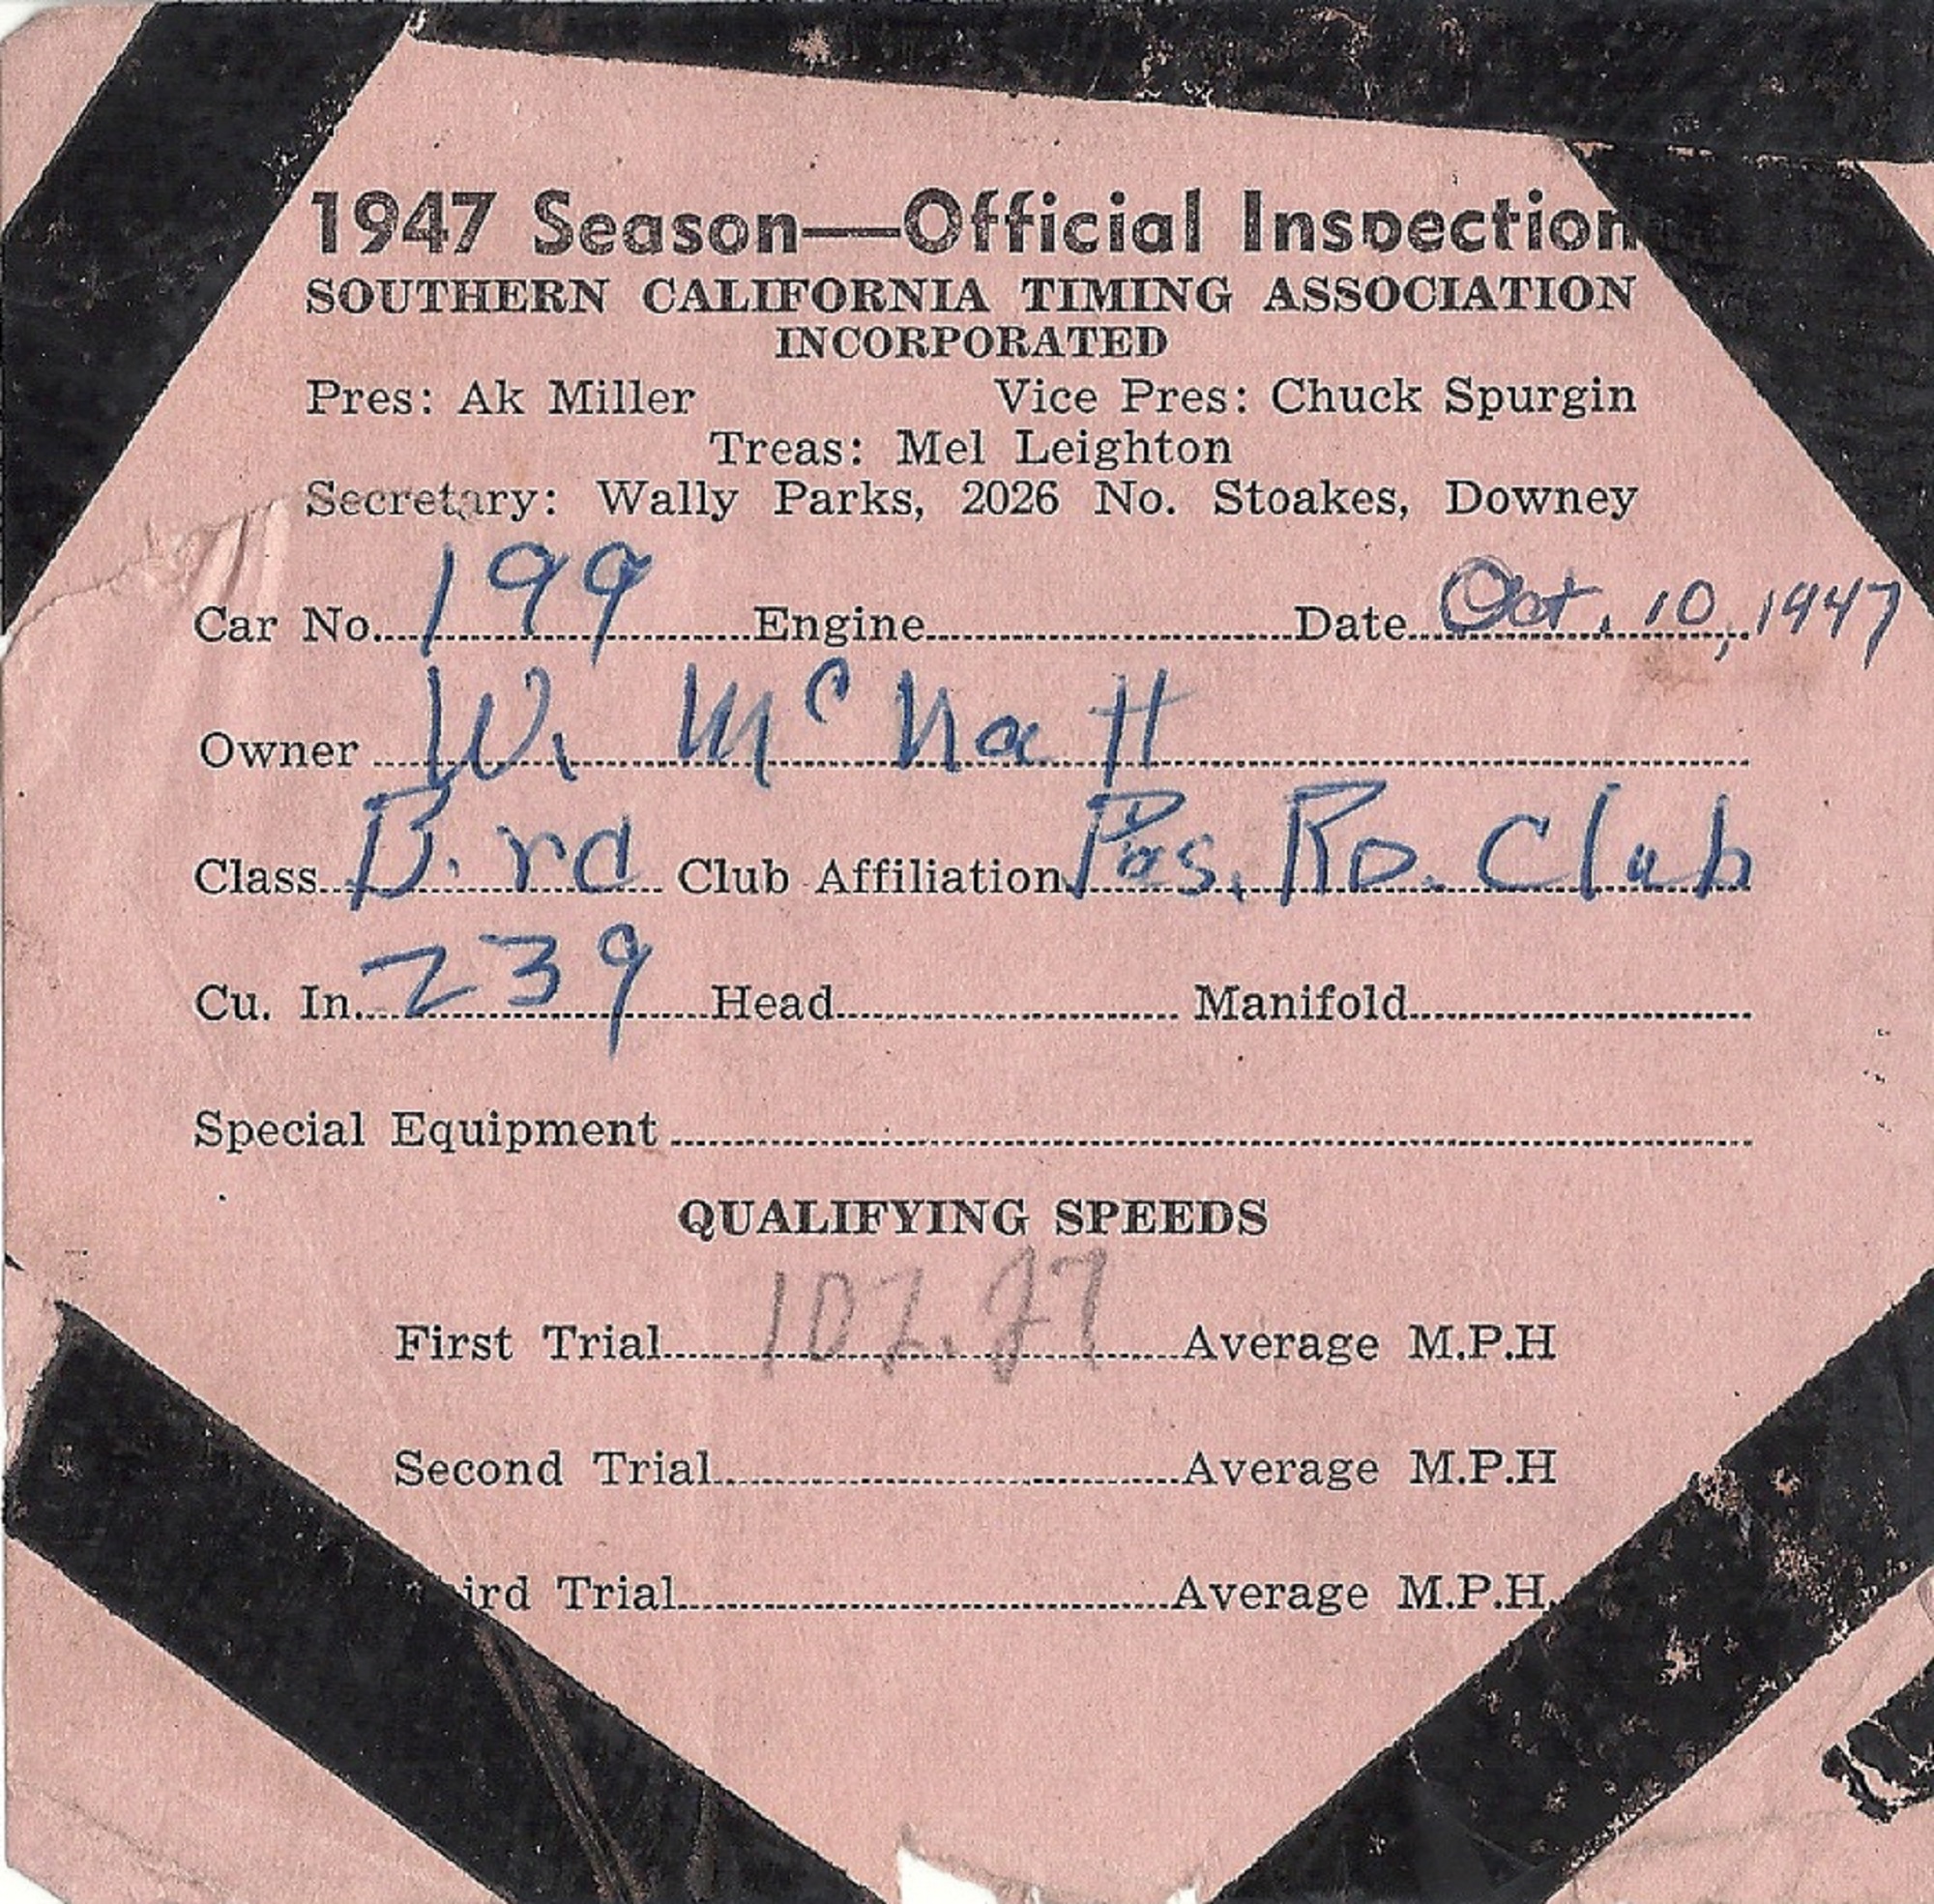 1947 Season—Official Inspection
SOUTHERN CALIFORNIA TIMING ASSOCIATION
INCORPORATED
Pres: Ak Miller Vice Pres: Chuck Spurgin
Treas: Mel Leighton
Secretary: Wally Parks, 2026 No. Stoakes, Downey
Car No. 199 Engine Date Oct. 10, 1947
Owner W. McNatt
Class B. rd Club Affiliation Pas. Rd. Club
Cu. In. 239 Head Manifold
Special Equipment
QUALIFYING SPEEDS
First Trial Average M.P.H
Second Trial Average M.P.H
ird Trial Average M.P.H.